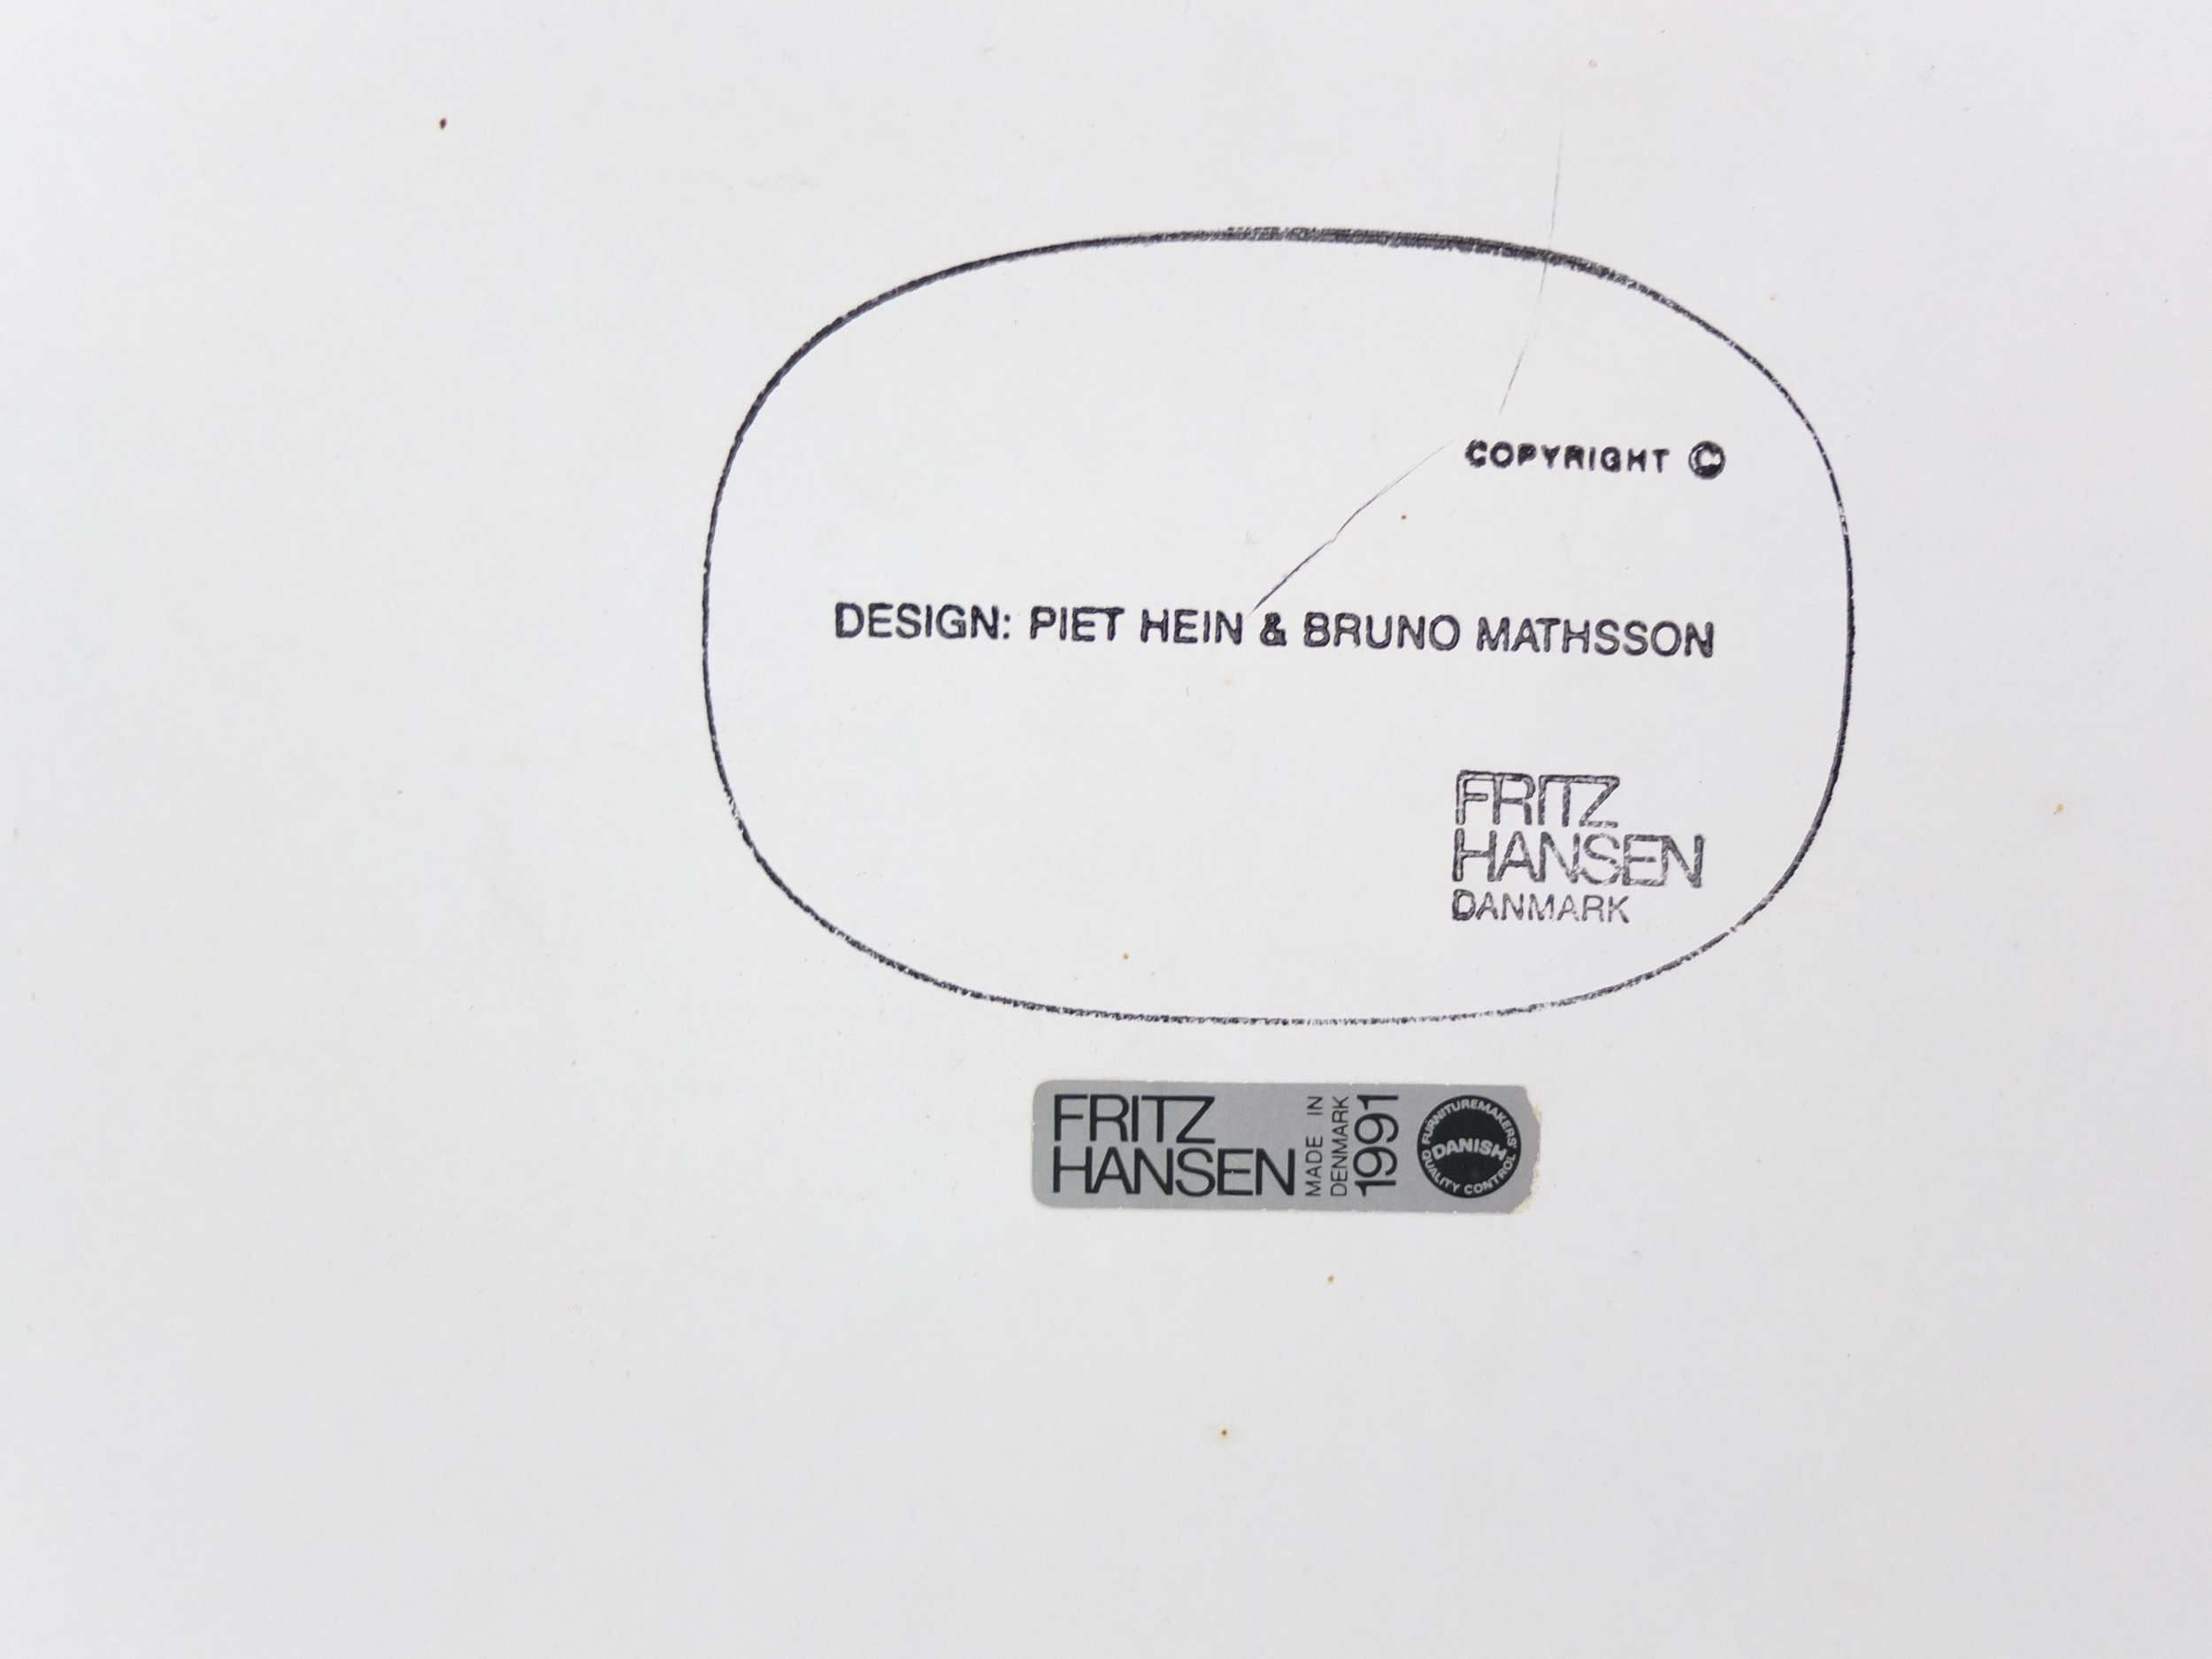 COPYRIGHT ©
DESIGN: PIET HEIN & BRUNO MATHSSON
FRITZ
HANSEN
DANMARK
FRITZ
HANSEN
MADE IN
DENMARK
1991
FURNITUREMAKERS'
DANISH
QUALITY CONTROL